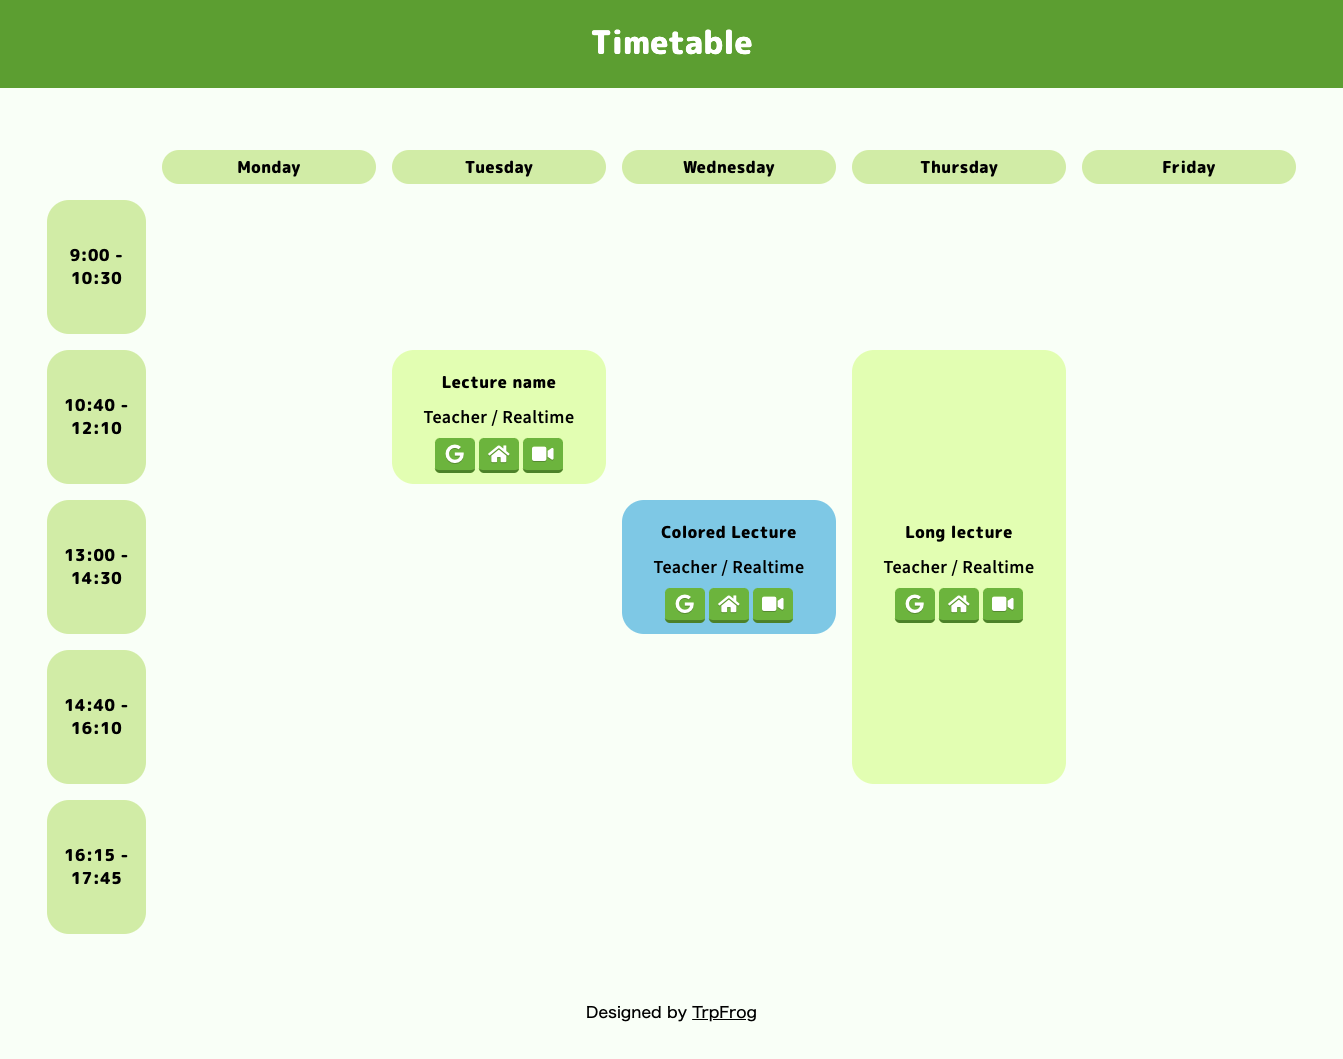 Timetable
Monday
Tuesday
Wednesday
Thursday
Friday
9:00 -
10:30
10:40 -
12:10
Lecture name
Teacher / Realtime
13:00 -
14:30
Colored Lecture
Teacher / Realtime
Long lecture
Teacher / Realtime
14:40 -
16:10
16:15 -
17:45
Designed by TrpFrog